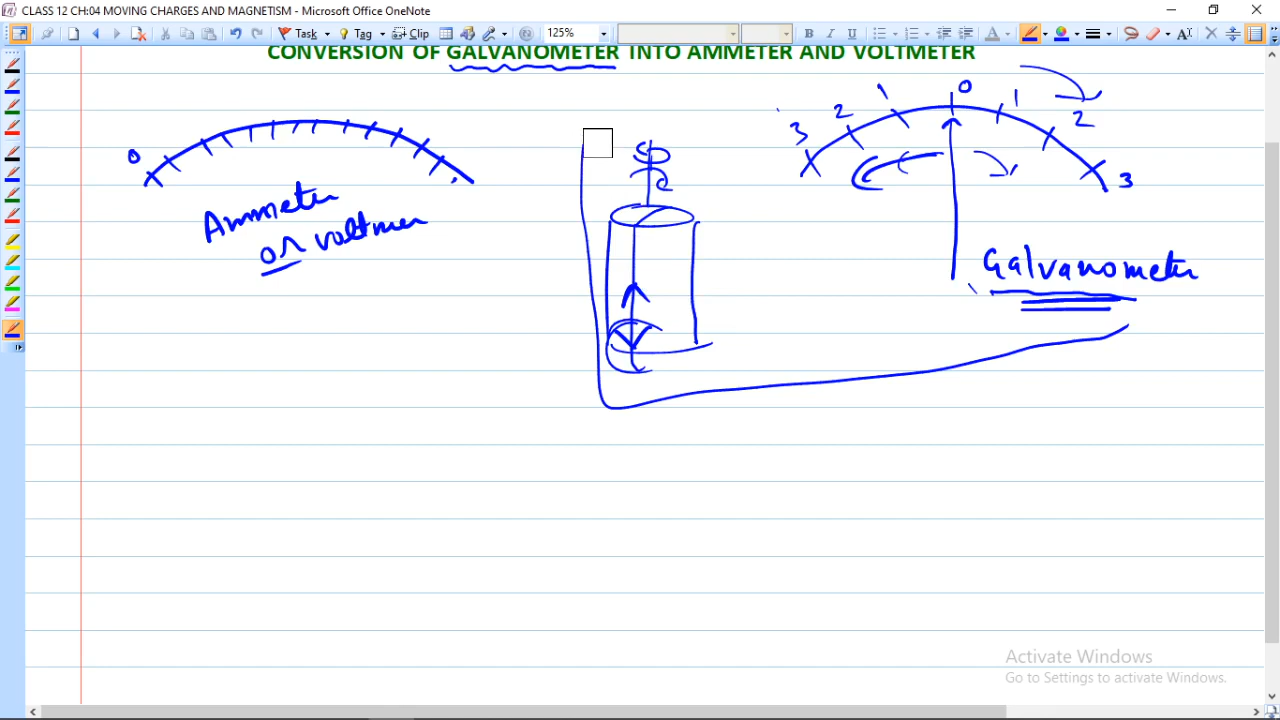 CLASS 12 CH:04 MOVING CHARGES AND MAGNETISM - Microsoft Office OneNote
Task Tag Clip 125% B I U A
CONVERSION OF GALVANOMETER INTO AMMETER AND VOLTMETER
0
Ammeter
or voltmer
3 2 1 0 1 2 3
Galvanometer
Activate Windows
Go to Settings to activate Windows.